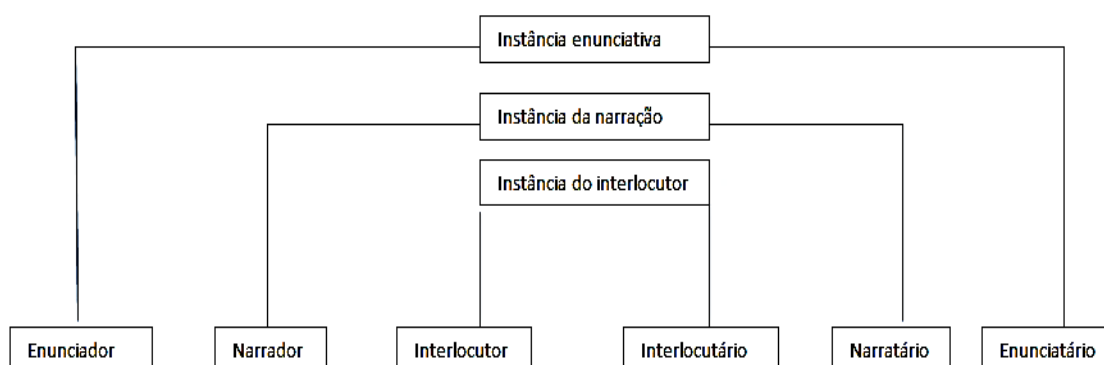 Instância enunciativa
Instância da narração
Instância do interlocutor
Enunciador
Narrador
Interlocutor
Interlocutário
Narratário
Enunciatário